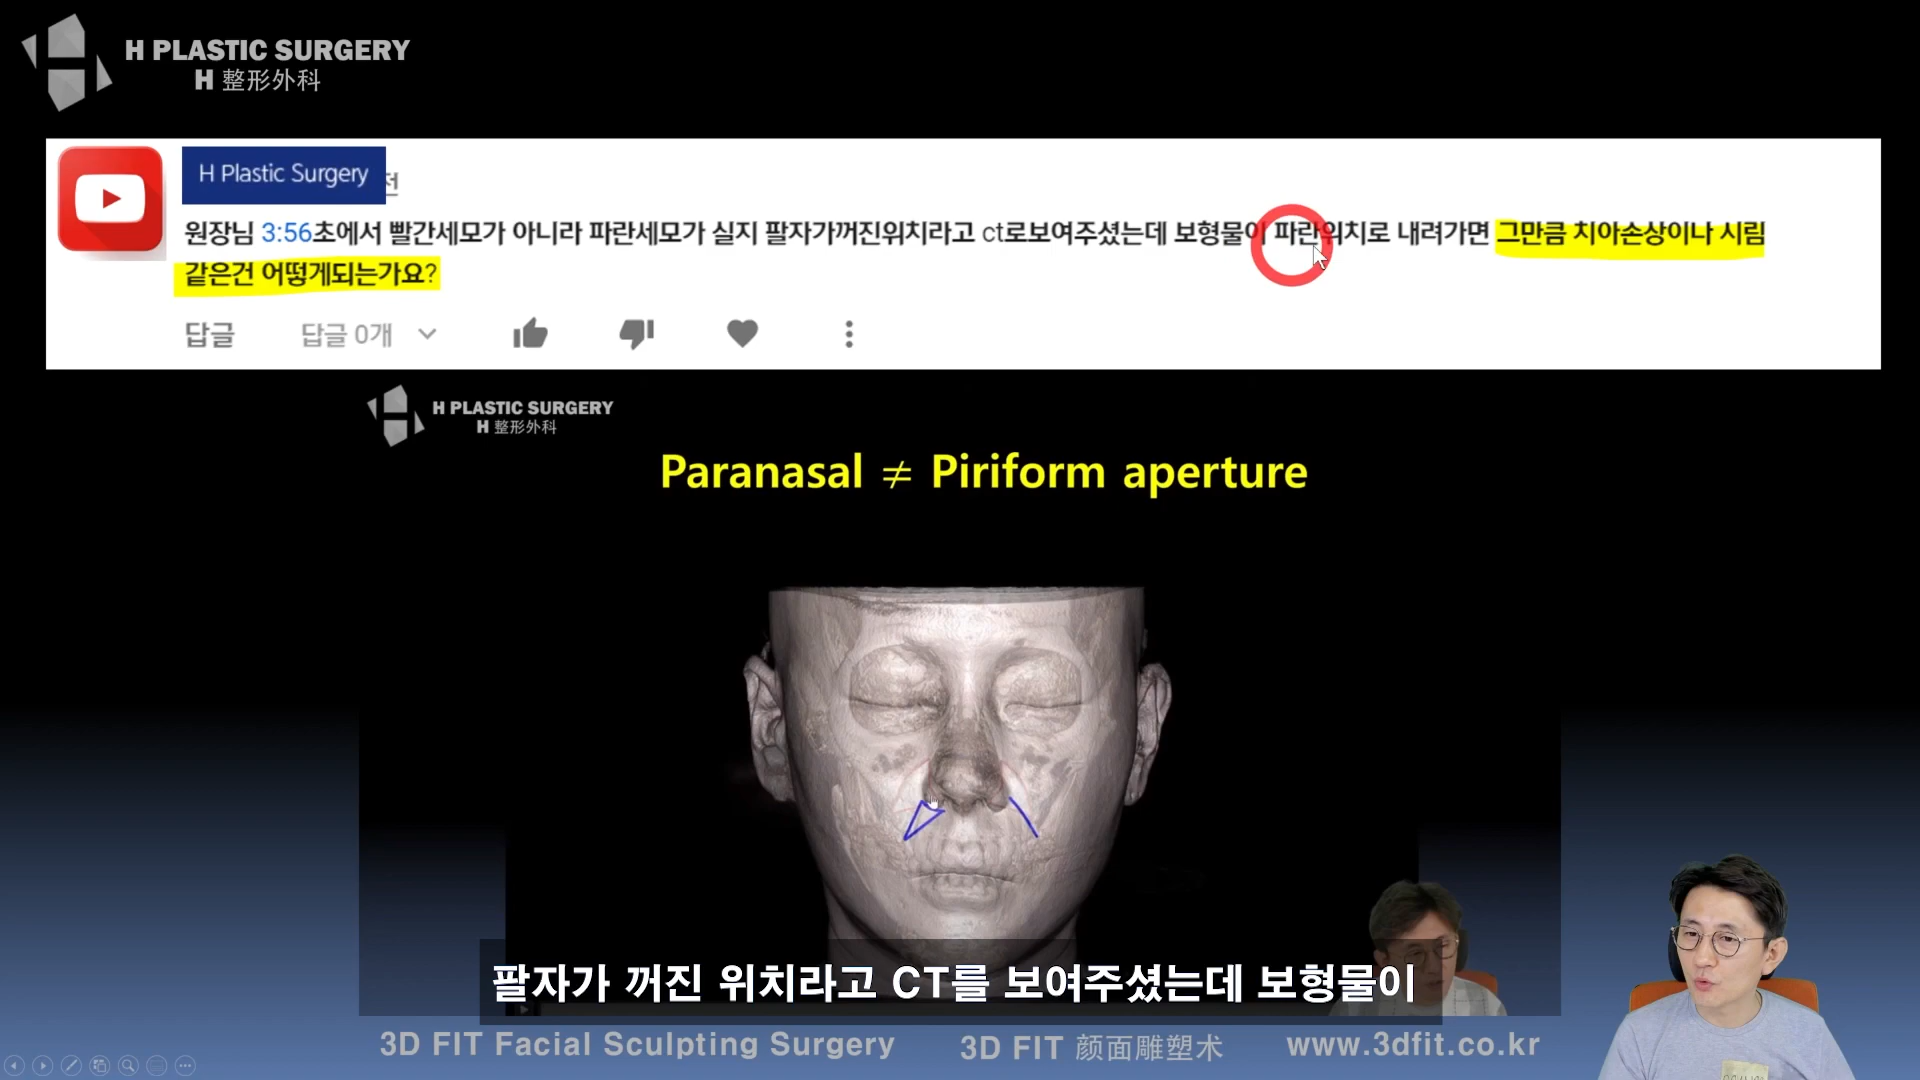 H PLASTIC SURGERY
H 整形外科
H Plastic Surgery 전
원장님 3:56초에서 빨간세모가 아니라 파란세모가 실지 팔자가꺼진위치라고 ct로보여주셨는데 보형물이 파란위치로 내려가면 그만큼 치아손상이나 시림
같은건 어떻게되는가요?
답글 답글 0개
H PLASTIC SURGERY
H 整形外科
Paranasal ≠ Piriform aperture
팔자가 꺼진 위치라고 CT를 보여주셨는데 보형물이
3D FIT Facial Sculpting Surgery 3D FIT 颜面雕塑术 www.3dfit.co.kr